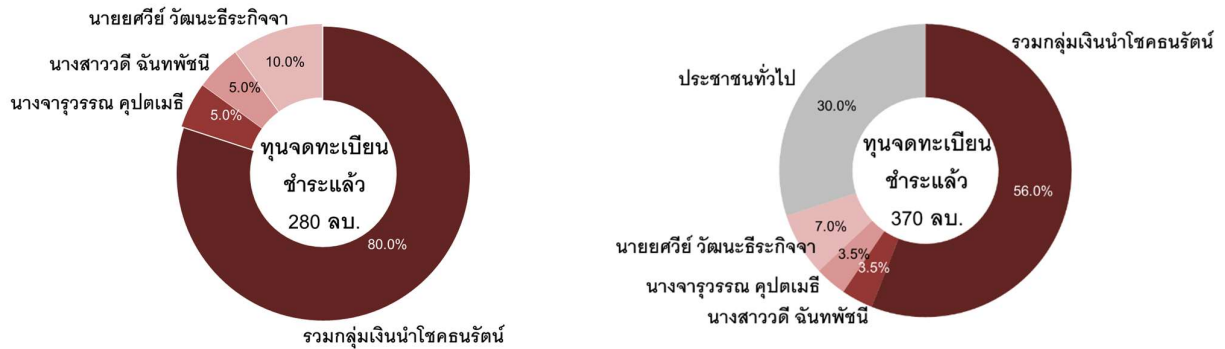 นายยศวีย์ วัฒนะธีระกิจจา
10.0%
นางสาววดี ฉันทพัชนี
5.0%
นางจารุวรรณ คุปตเมธี
5.0%
ทุนจดทะเบียน
ชำระแล้ว
280 ลบ.
80.0%
รวมกลุ่มเงินนำโชคธนรัตน์
รวมกลุ่มเงินนำโชคธนรัตน์
ประชาชนทั่วไป
30.0%
ทุนจดทะเบียน
ชำระแล้ว
370 ลบ.
56.0%
7.0%
นายยศวีย์ วัฒนะธีระกิจจา
3.5%
3.5%
นางจารุวรรณ คุปตเมธี
นางสาววดี ฉันทพัชนี